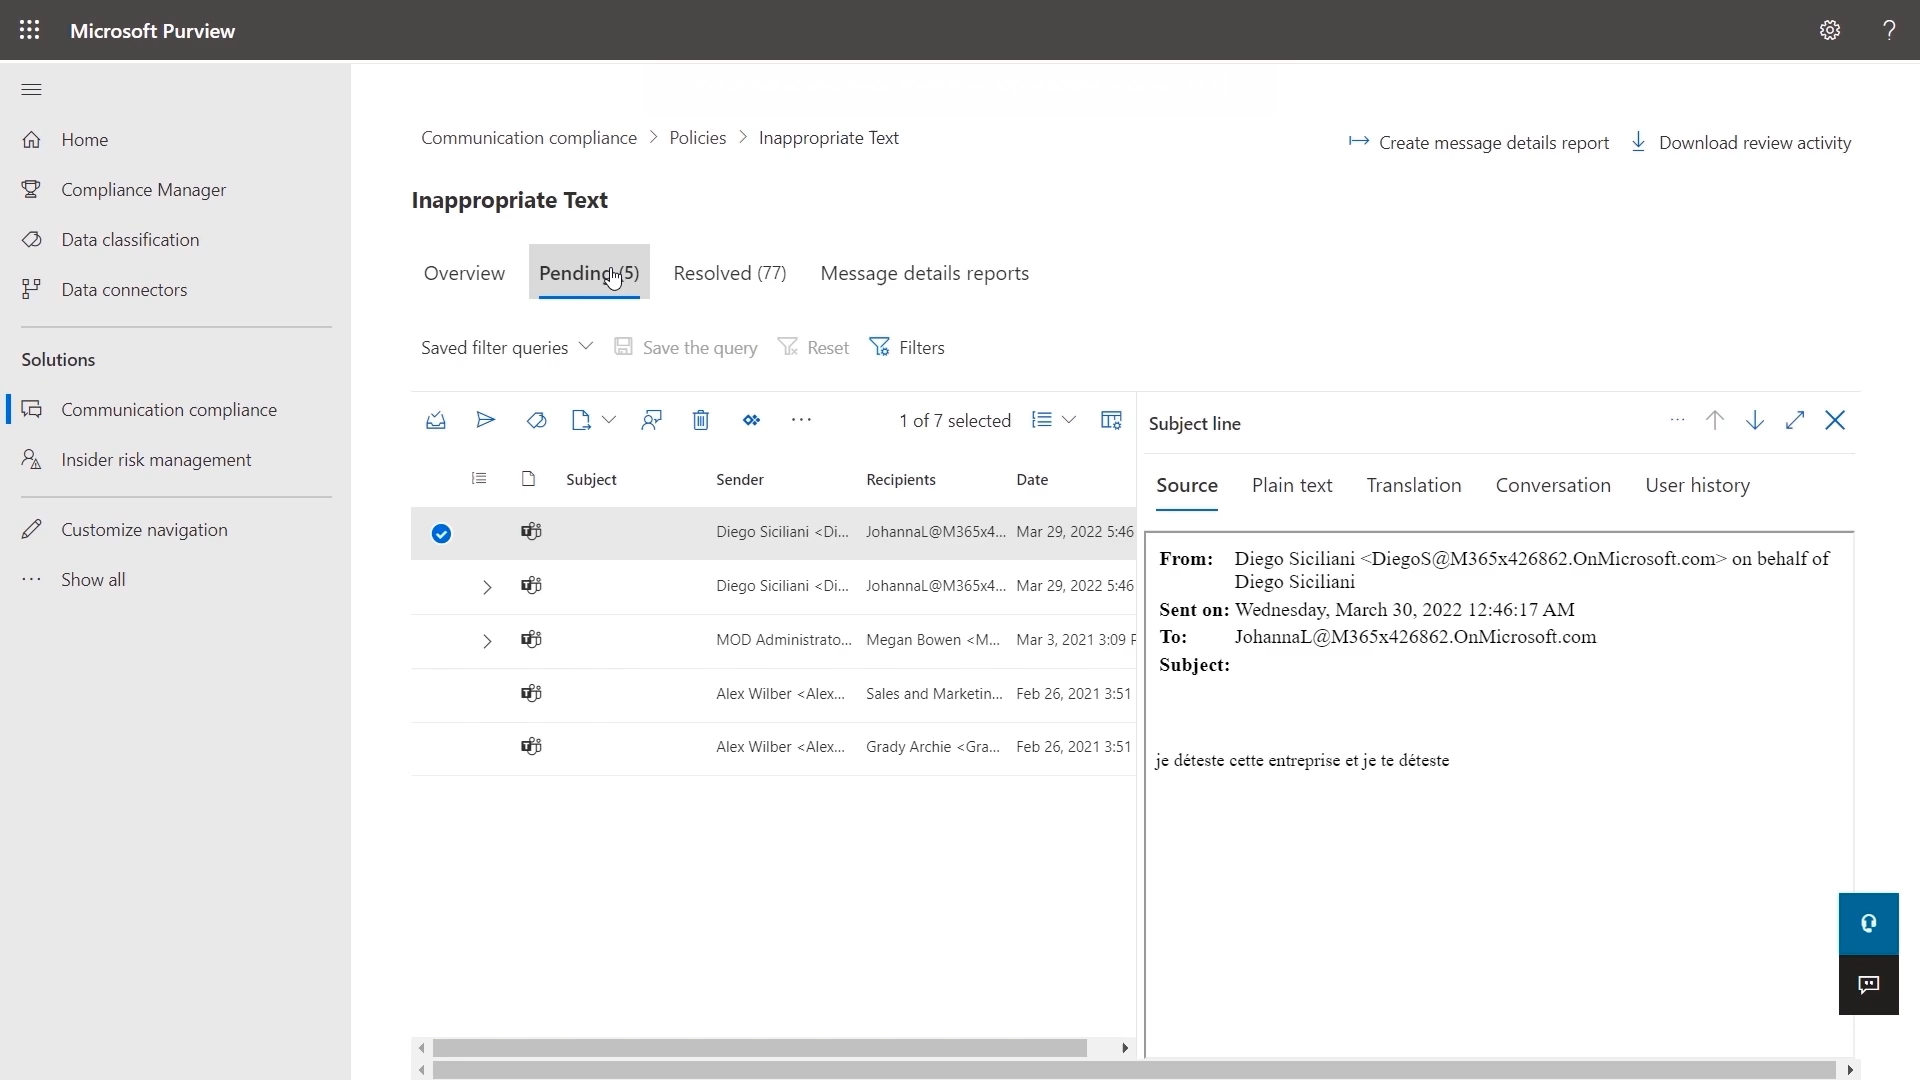 Microsoft Purview
?
Home
Compliance Manager
Data classification
Data connectors
Solutions
Communication compliance
Insider risk management
Customize navigation
Show all
Communication compliance > Policies > Inappropriate Text
Create message details report
Download review activity
Inappropriate Text
Overview
Pending (5)
Resolved (77)
Message details reports
Saved filter queries
Save the query
Reset
Filters
1 of 7 selected
Subject Sender Recipients Date
Diego Siciliani <Di... JohannaL@M365x4... Mar 29, 2022 5:46
Diego Siciliani <Di... JohannaL@M365x4... Mar 29, 2022 5:46
MOD Administrato... Megan Bowen <M... Mar 3, 2021 3:09 P
Alex Wilber <Alex... Sales and Marketin... Feb 26, 2021 3:51
Alex Wilber <Alex... Grady Archie <Gra... Feb 26, 2021 3:51
Subject line
Source
Plain text
Translation
Conversation
User history
From: Diego Siciliani <DiegoS@M365x426862.OnMicrosoft.com> on behalf of
Diego Siciliani
Sent on: Wednesday, March 30, 2022 12:46:17 AM
To: JohannaL@M365x426862.OnMicrosoft.com
Subject:
je déteste cette entreprise et je te déteste